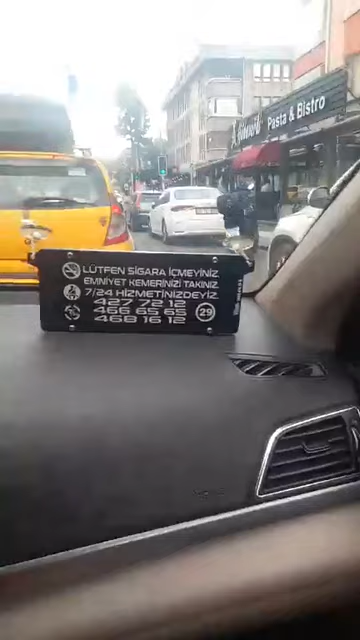 Pasta & Bistro
LÜTFEN SİGARA İÇMEYİNİZ.
EMNİYET KEMERİNİZİ TAKINIZ.
7/24 HİZMETİNİZDEYİZ.
427 72 12
466 65 65
468 16 12
29